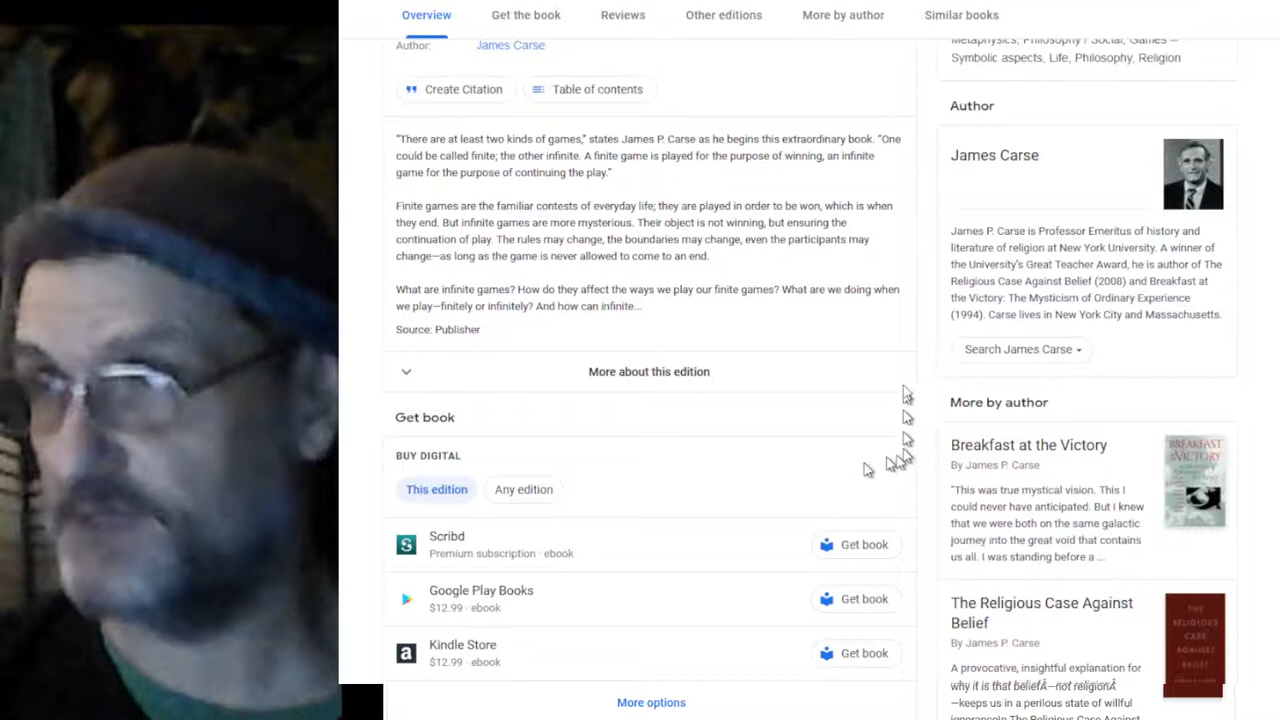 Overview Get the book Reviews Other editions More by author Similar books
Author: James Carse
Create Citation Table of contents
"There are at least two kinds of games," states James P. Carse as he begins this extraordinary book. "One
could be called finite; the other infinite. A finite game is played for the purpose of winning, an infinite
game for the purpose of continuing the play."
Finite games are the familiar contests of everyday life; they are played in order to be won, which is when
they end. But infinite games are more mysterious. Their object is not winning, but ensuring the
continuation of play. The rules may change, the boundaries may change, even the participants may
change—as long as the game is never allowed to come to an end.
What are infinite games? How do they affect the ways we play our finite games? What are we doing when
we play—finitely or infinitely? And how can infinite...
Source: Publisher
More about this edition
Get book
BUY DIGITAL
This edition Any edition
Scribd
Premium subscription · ebook
Get book
Google Play Books
$12.99 · ebook
Get book
Kindle Store
$12.99 · ebook
Get book
More options
Metaphysics, Philosophy / Social, Games —
Symbolic aspects, Life, Philosophy, Religion
Author
James Carse
James P. Carse is Professor Emeritus of history and
literature of religion at New York University. A winner of
the University's Great Teacher Award, he is author of The
Religious Case Against Belief (2008) and Breakfast at
the Victory: The Mysticism of Ordinary Experience
(1994). Carse lives in New York City and Massachusetts.
Search James Carse
More by author
Breakfast at the Victory
By James P. Carse
"This was true mystical vision. This I
could never have anticipated. But I knew
that we were both on the same galactic
journey into the great void that contains
us all. I was standing before a ...
BREAKFAST
VICTORY
The Religious Case Against
Belief
By James P. Carse
A provocative, insightful explanation for
why it is that beliefÂ—not religionÂ
—keeps us in a perilous state of willful
ignoranceIn The Religious Case Against
THE
RELIGIOUS
CASE
AGAINST
BELIEF